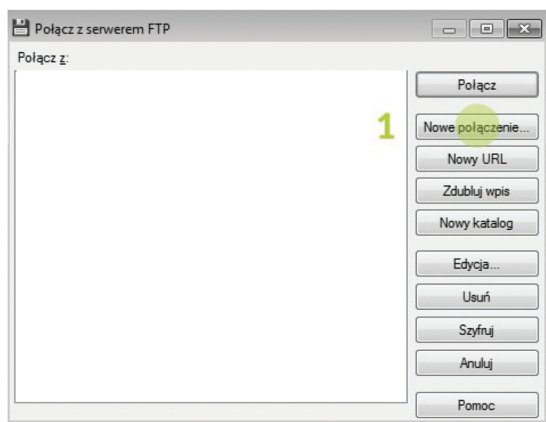 Połącz z serwerem FTP
Połącz z:
Połącz
1
Nowe połączenie...
Nowy URL
Zdubluj wpis
Nowy katalog
Edycja...
Usuń
Szyfruj
Anuluj
Pomoc